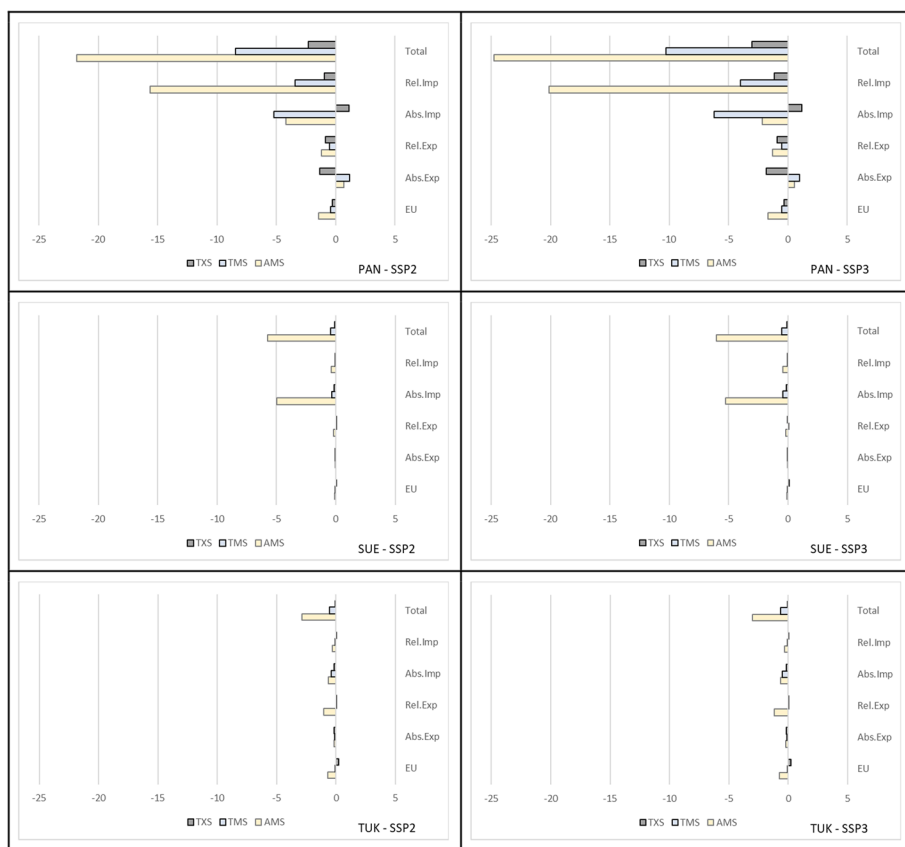 Total
Rel.Imp
Abs.Imp
Rel.Exp
Abs.Exp
EU
-25 -20 -15 -10 -5 0 5
TXS TMS AMS
PAN - SSP2
Total
Rel.Imp
Abs.Imp
Rel.Exp
Abs.Exp
EU
-25 -20 -15 -10 -5 0 5
TXS TMS AMS
PAN - SSP3
Total
Rel.Imp
Abs.Imp
Rel.Exp
Abs.Exp
EU
-25 -20 -15 -10 -5 0 5
TXS TMS AMS
SUE - SSP2
Total
Rel.Imp
Abs.Imp
Rel.Exp
Abs.Exp
EU
-25 -20 -15 -10 -5 0 5
TXS TMS AMS
SUE - SSP3
Total
Rel.Imp
Abs.Imp
Rel.Exp
Abs.Exp
EU
-25 -20 -15 -10 -5 0 5
TXS TMS AMS
TUK - SSP2
Total
Rel.Imp
Abs.Imp
Rel.Exp
Abs.Exp
EU
-25 -20 -15 -10 -5 0 5
TXS TMS AMS
TUK - SSP3